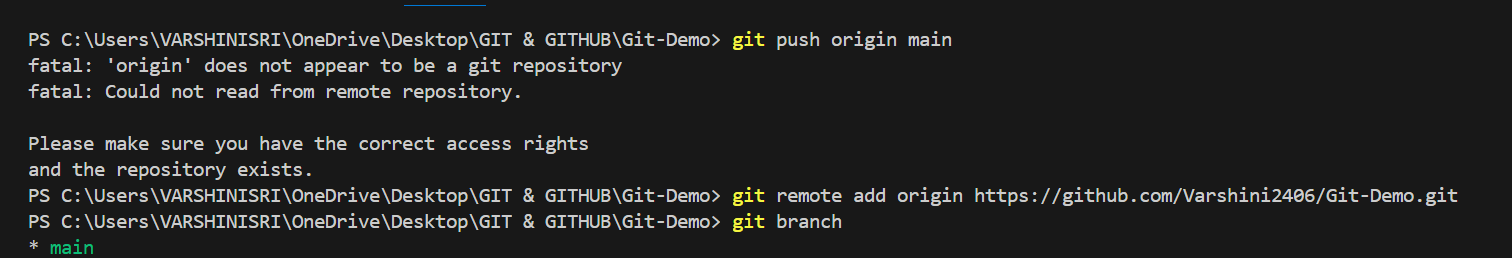 PS C:\Users\VARSHINISRI\OneDrive\Desktop\GIT & GITHUB\Git-Demo> git push origin main
fatal: 'origin' does not appear to be a git repository
fatal: Could not read from remote repository.
Please make sure you have the correct access rights
and the repository exists.
PS C:\Users\VARSHINISRI\OneDrive\Desktop\GIT & GITHUB\Git-Demo> git remote add origin https://github.com/Varshini2406/Git-Demo.git
PS C:\Users\VARSHINISRI\OneDrive\Desktop\GIT & GITHUB\Git-Demo> git branch
* main